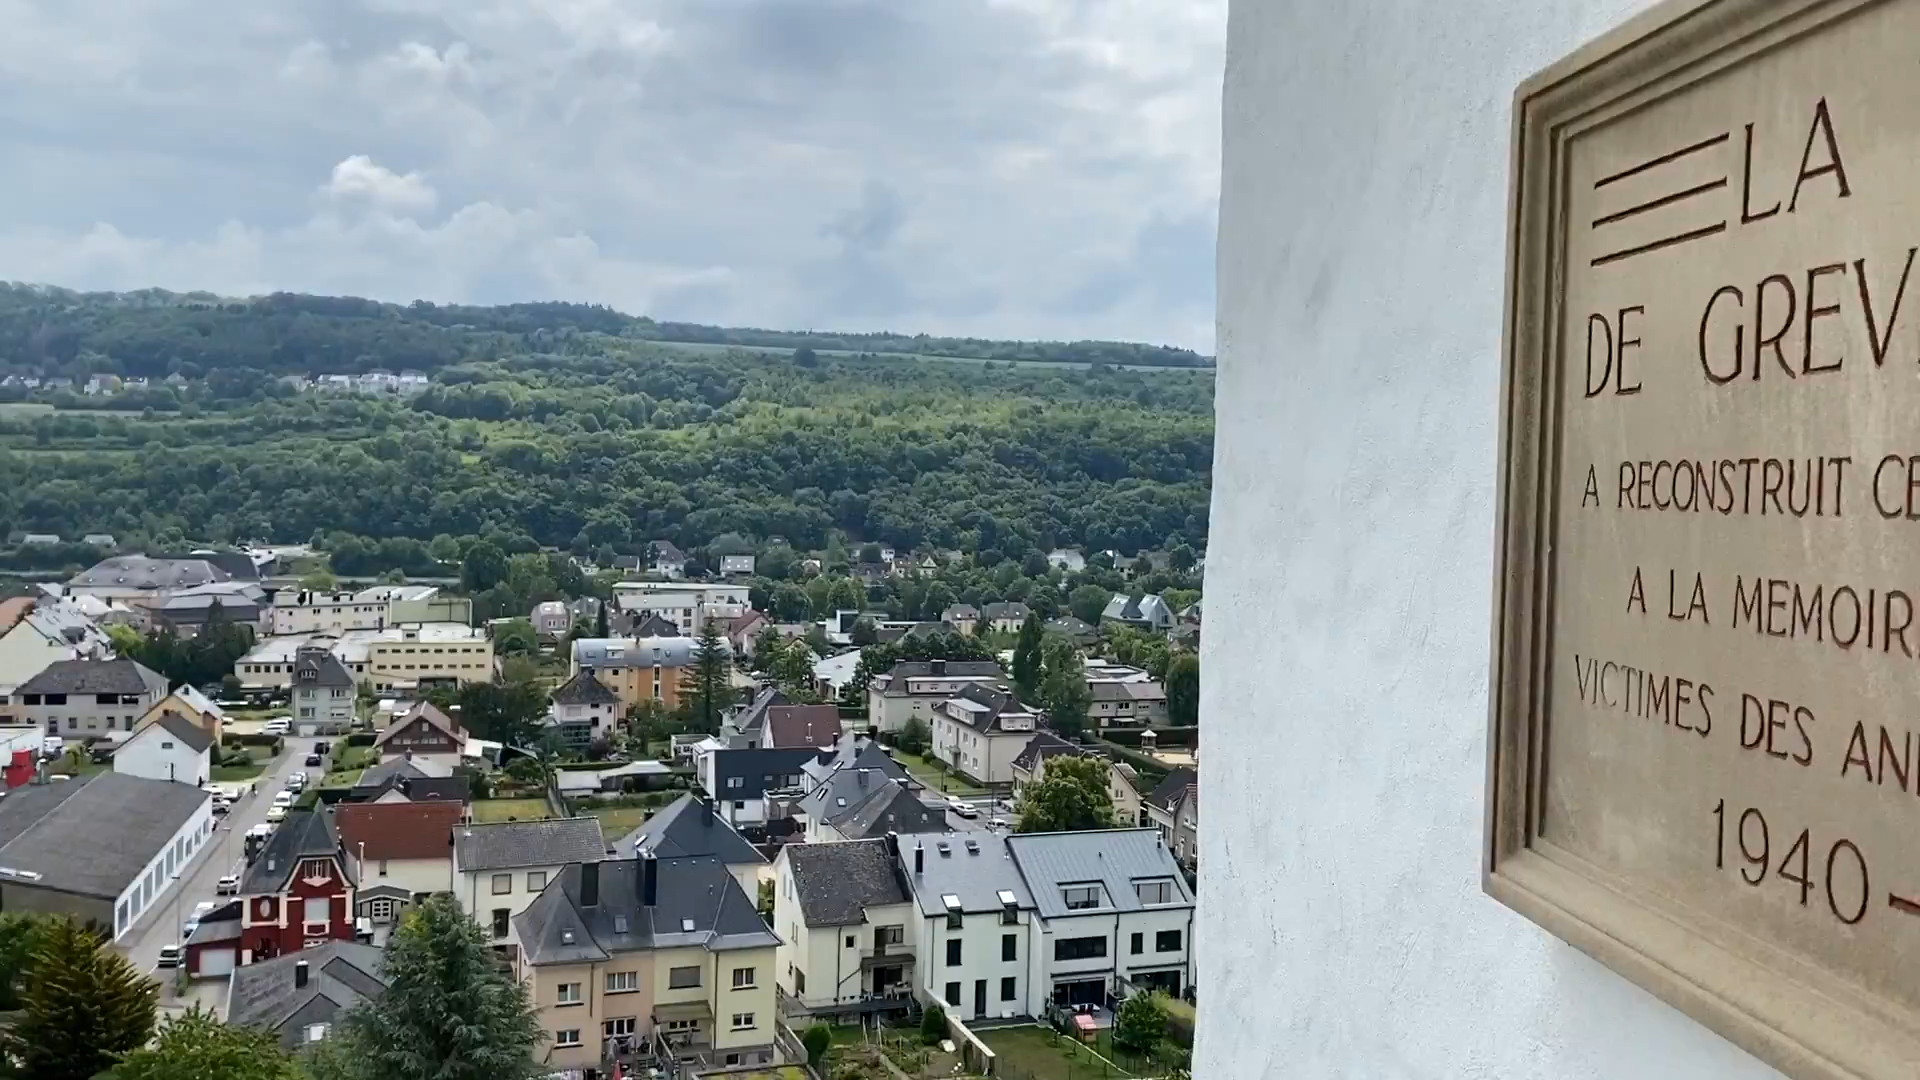 LA
DE GREV
A RECONSTRUIT CE
A LA MEMOIR
VICTIMES DES AN
1940-